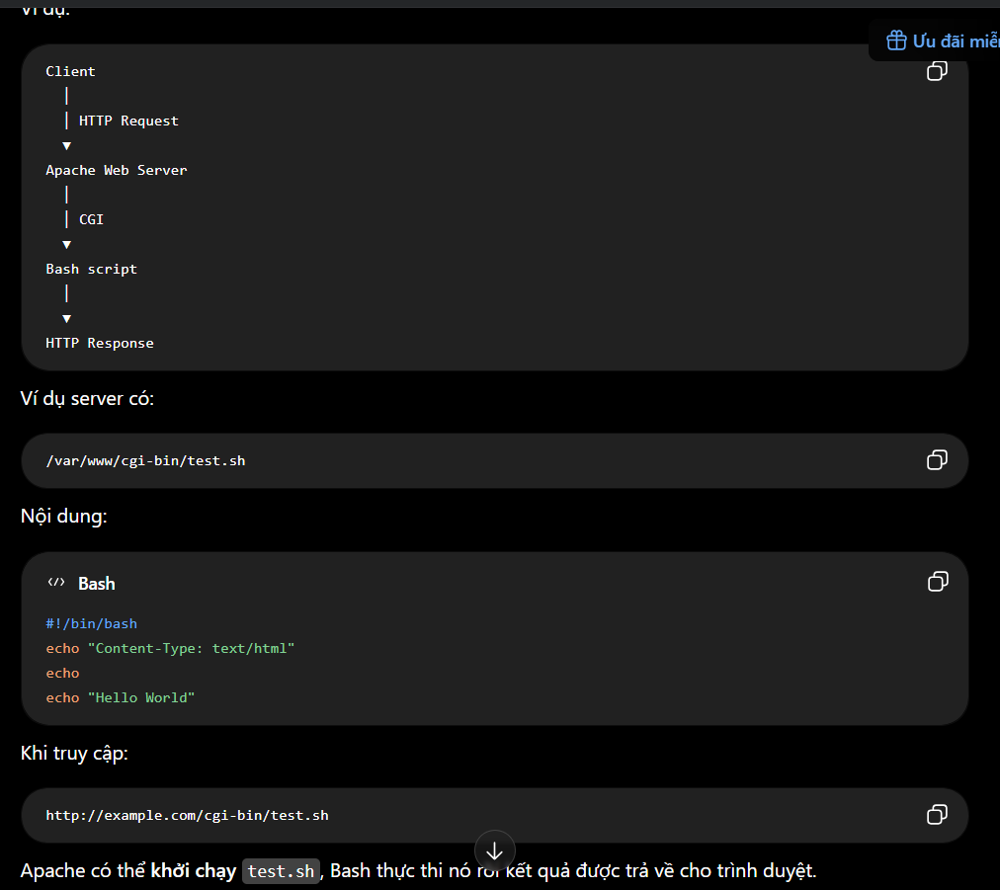 Ví dụ:
Ưu đãi miễ
Client
|
| HTTP Request
▼
Apache Web Server
|
| CGI
▼
Bash script
|
▼
HTTP Response
Ví dụ server có:
/var/www/cgi-bin/test.sh
Nội dung:
Bash
#!/bin/bash
echo "Content-Type: text/html"
echo
echo "Hello World"
Khi truy cập:
http://example.com/cgi-bin/test.sh
Apache có thể khởi chạy test.sh, Bash thực thi nó rồi kết quả được trả về cho trình duyệt.